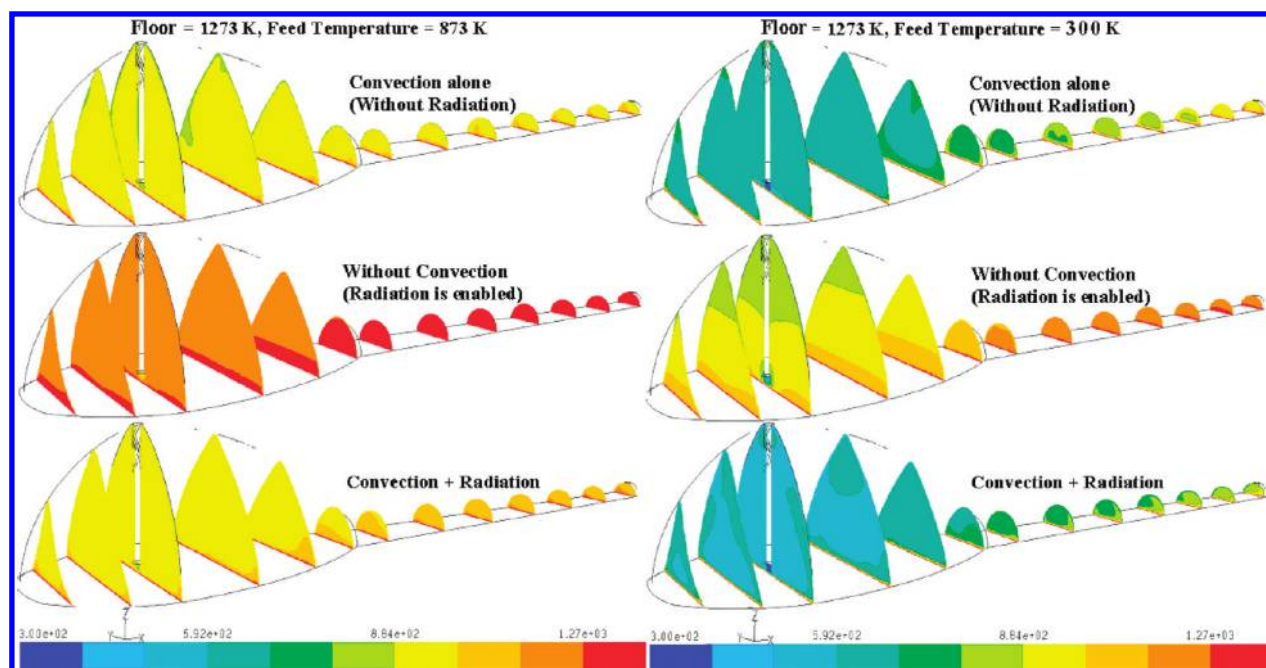 Floor = 1273 K, Feed Temperature = 873 K
Convection alone
(Without Radiation)
Without Convection
(Radiation is enabled)
Convection + Radiation
Z
Y X
3.00e+02 5.92e+02 8.84e+02 1.27e+03
Floor = 1273 K, Feed Temperature = 300 K
Convection alone
(Without Radiation)
Without Convection
(Radiation is enabled)
Convection + Radiation
Z
Y X
3.00e+02 5.92e+02 8.84e+02 1.27e+03